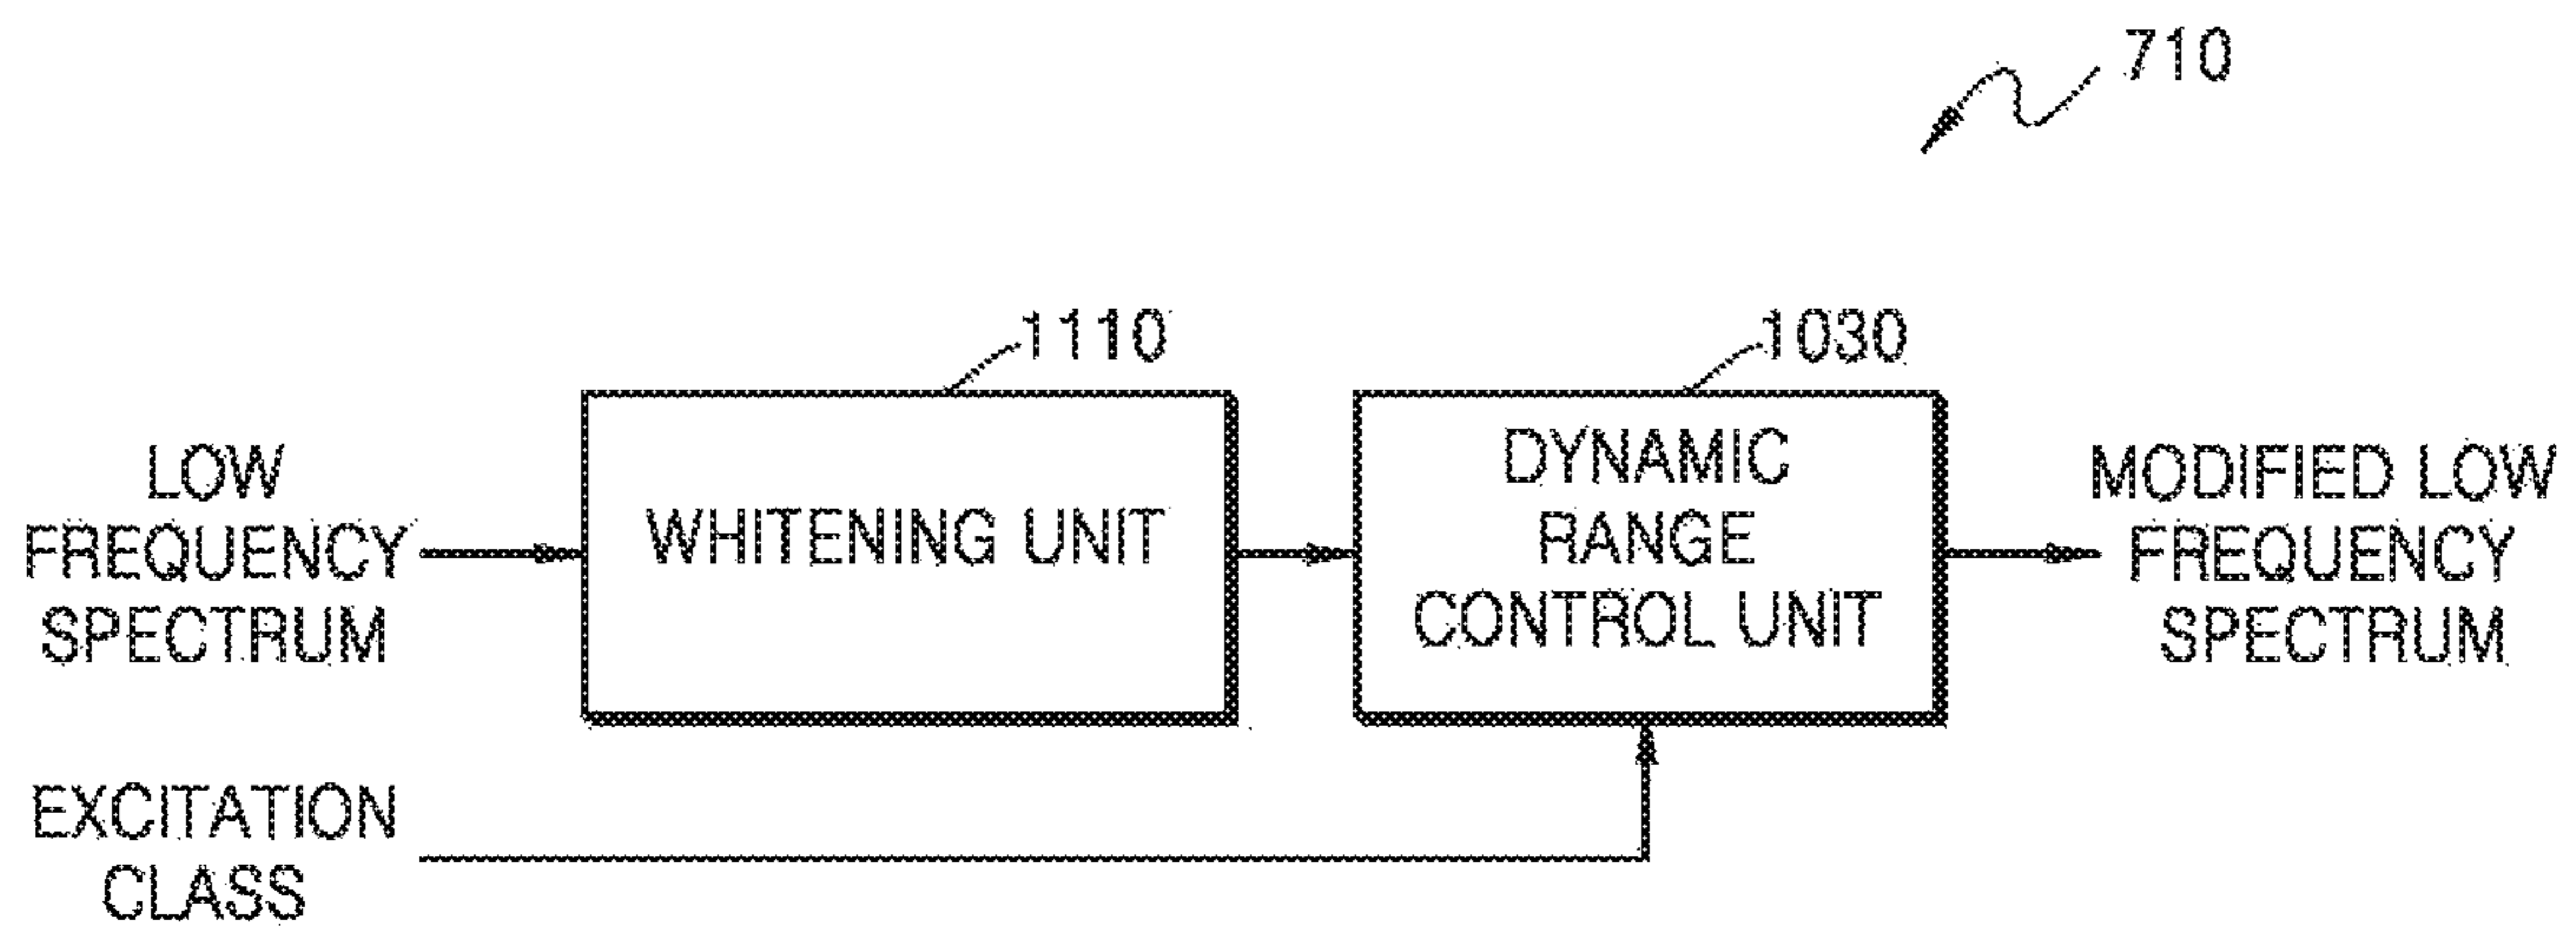 710
1110
1030
LOW
FREQUENCY
SPECTRUM
WHITENING UNIT
DYNAMIC
RANGE
CONTROL UNIT
MODIFIED LOW
FREQUENCY
SPECTRUM
EXCITATION
CLASS